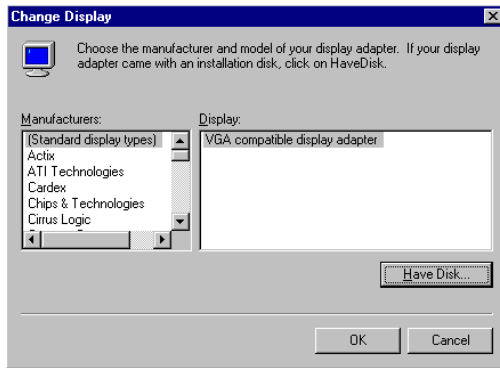 Change Display
Choose the manufacturer and model of your display adapter. If your display
adapter came with an installation disk, click on HaveDisk.
Manufacturers:
(Standard display types)
Actix
ATI Technologies
Cardex
Chips & Technologies
Cirrus Logic
Display:
VGA compatible display adapter
Have Disk...
OK
Cancel